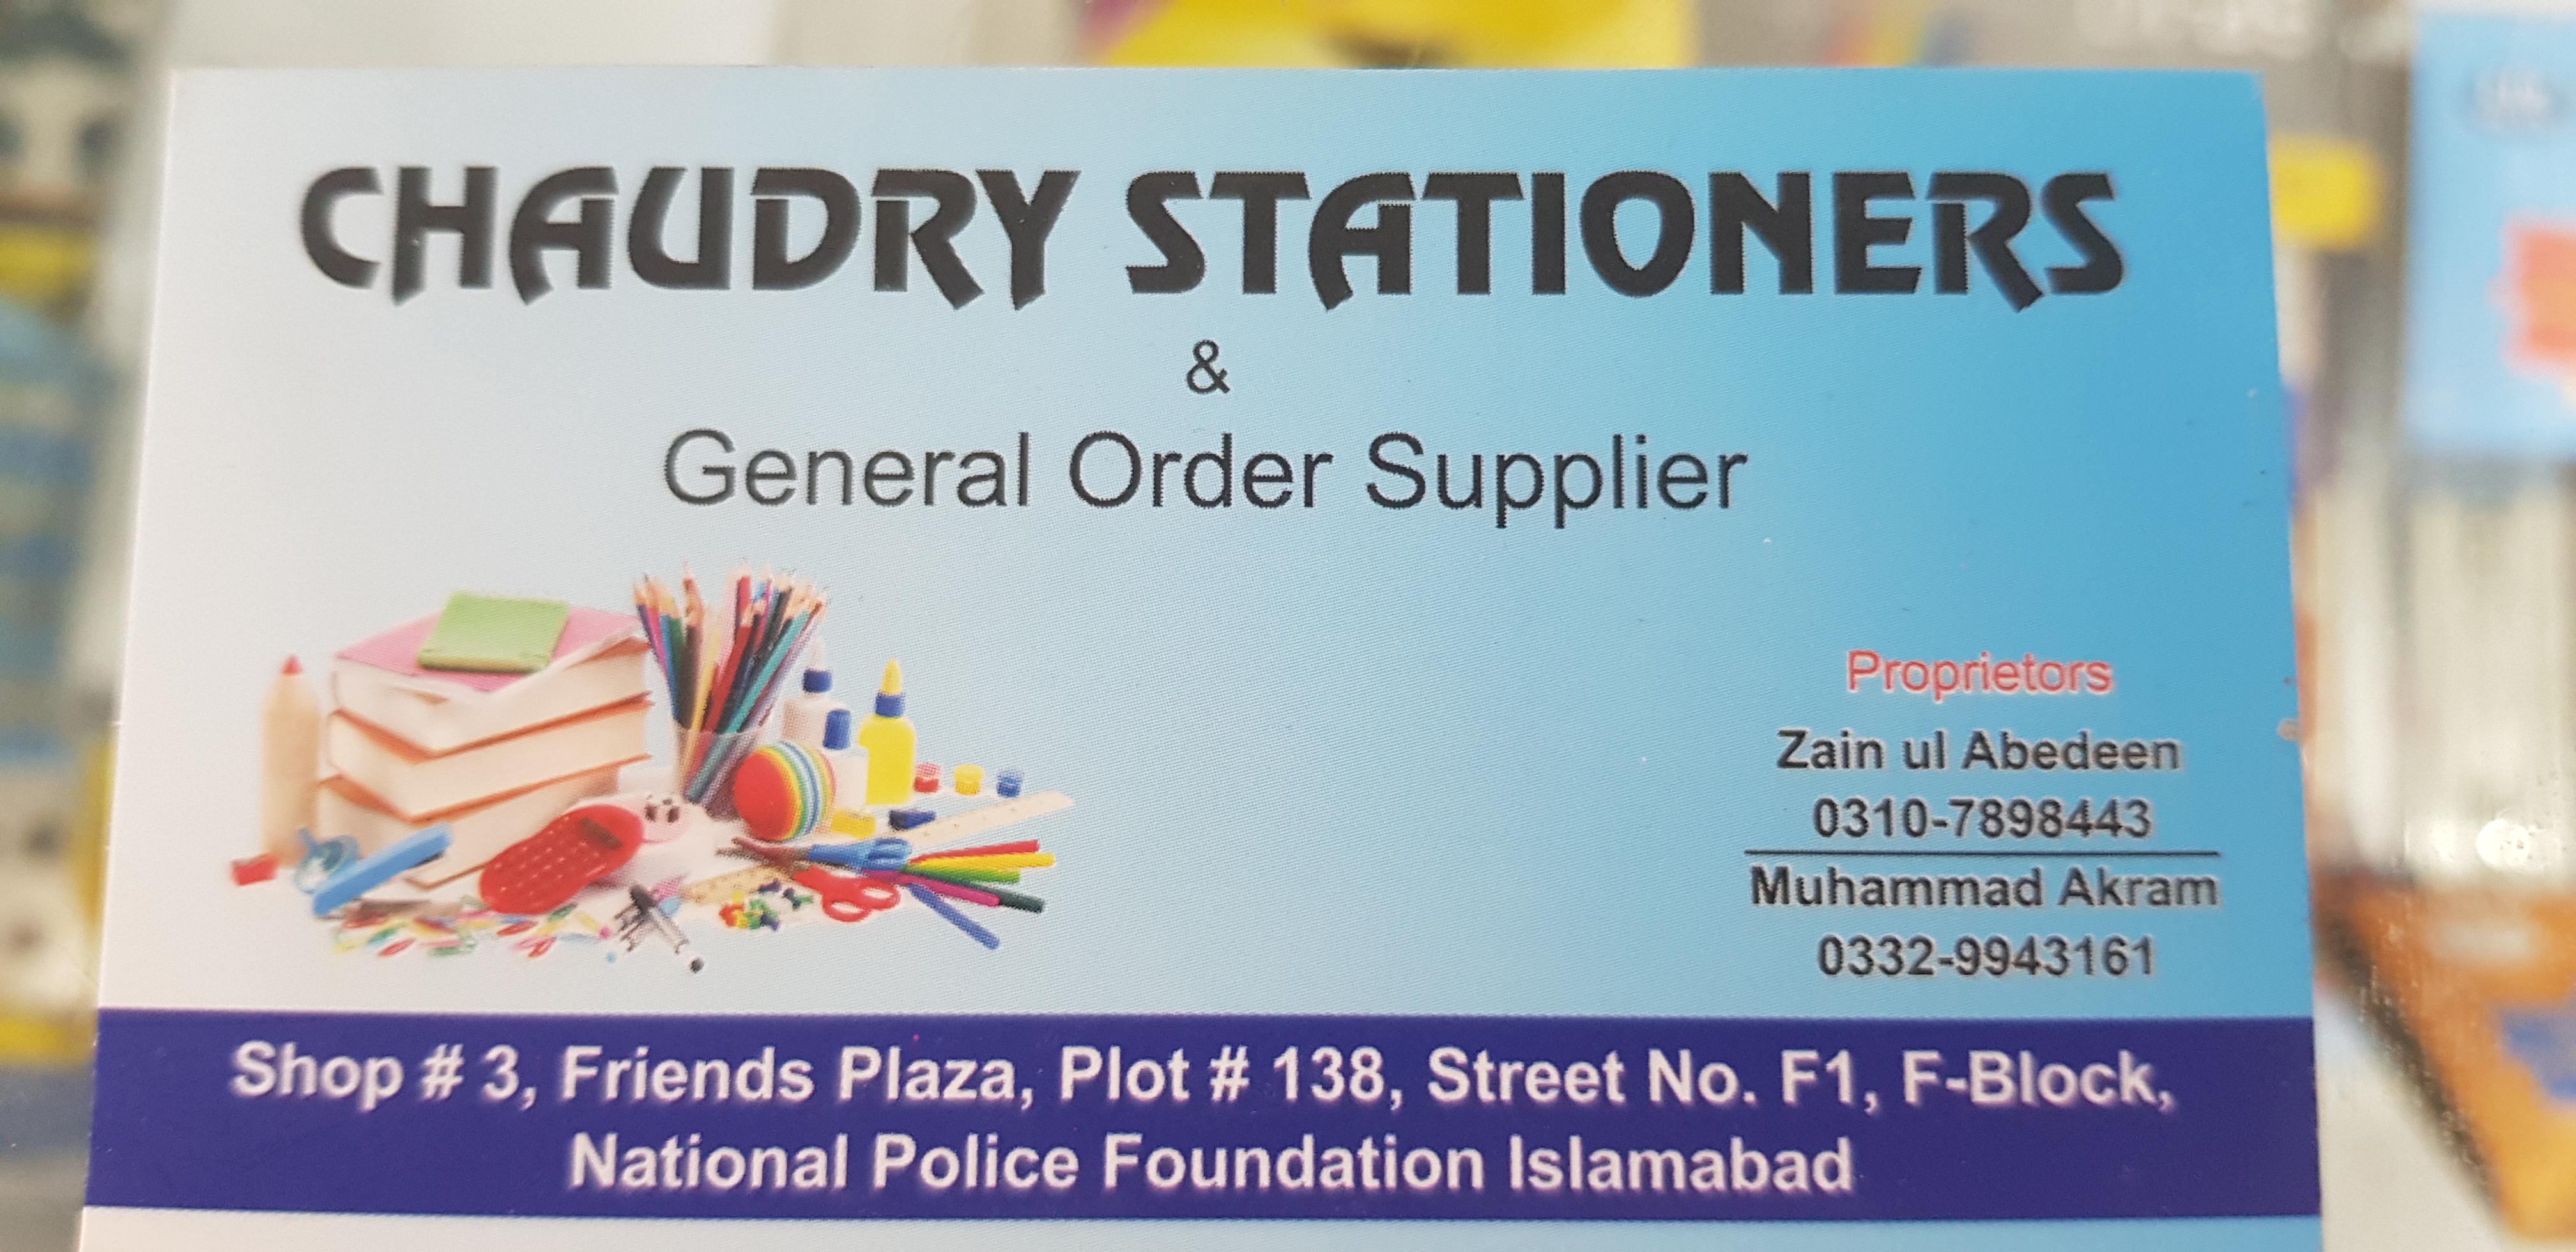 CHAUDRY STATIONERS
&
General Order Supplier
Proprietors
Zain ul Abedeen
0310-7898443
Muhammad Akram
0332-9943161
Shop # 3, Friends Plaza, Plot # 138, Street No. F1, F-Block,
National Police Foundation Islamabad